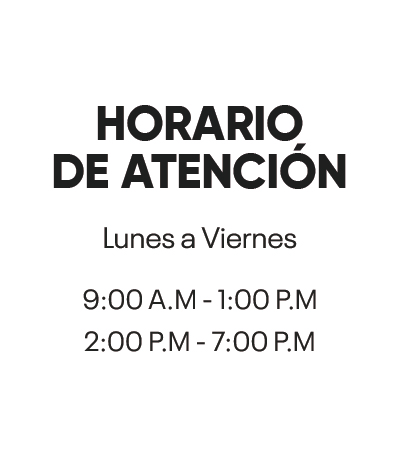 HORARIO
DE ATENCIÓN
Lunes a Viernes
9:00 A.M - 1:00 P.M
2:00 P.M - 7:00 P.M